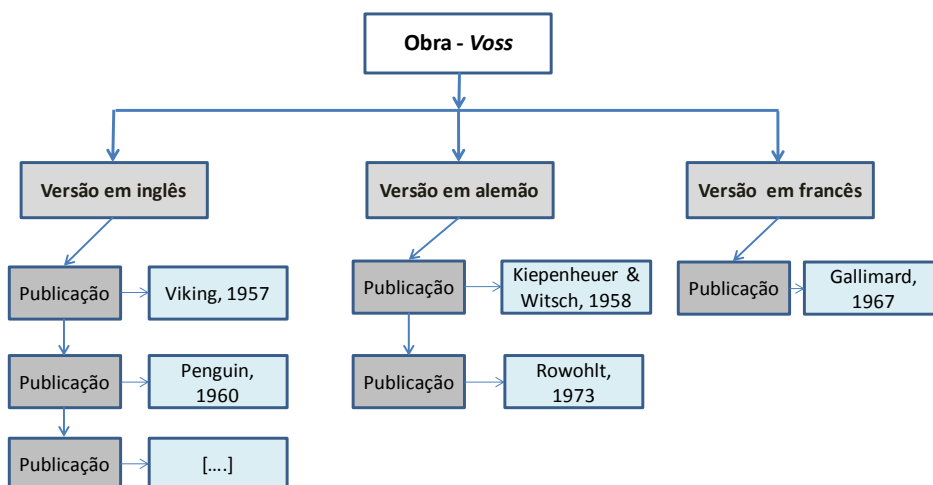 Obra - Voss
Versão em inglês
Versão em alemão
Versão em francês
Publicação
Viking, 1957
Publicação
Penguin,
1960
Publicação
[....]
Publicação
Kiepenheuer &
Witsch, 1958
Publicação
Rowohlt,
1973
Publicação
Gallimard,
1967